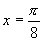 x = π/8